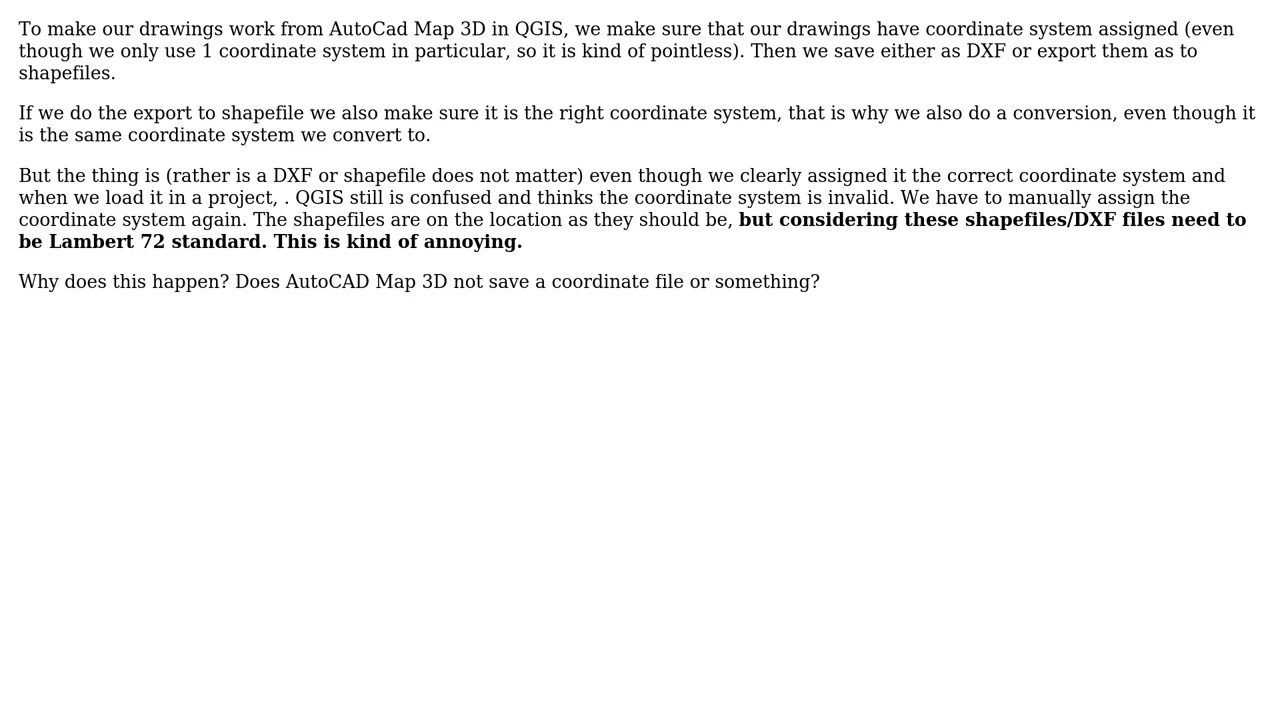 To make our drawings work from AutoCad Map 3D in QGIS, we make sure that our drawings have coordinate system assigned (even
though we only use 1 coordinate system in particular, so it is kind of pointless). Then we save either as DXF or export them as to
shapefiles.
If we do the export to shapefile we also make sure it is the right coordinate system, that is why we also do a conversion, even though it
is the same coordinate system we convert to.
But the thing is (rather is a DXF or shapefile does not matter) even though we clearly assigned it the correct coordinate system and
when we load it in a project, . QGIS still is confused and thinks the coordinate system is invalid. We have to manually assign the
coordinate system again. The shapefiles are on the location as they should be, but considering these shapefiles/DXF files need to
be Lambert 72 standard. This is kind of annoying.
Why does this happen? Does AutoCAD Map 3D not save a coordinate file or something?